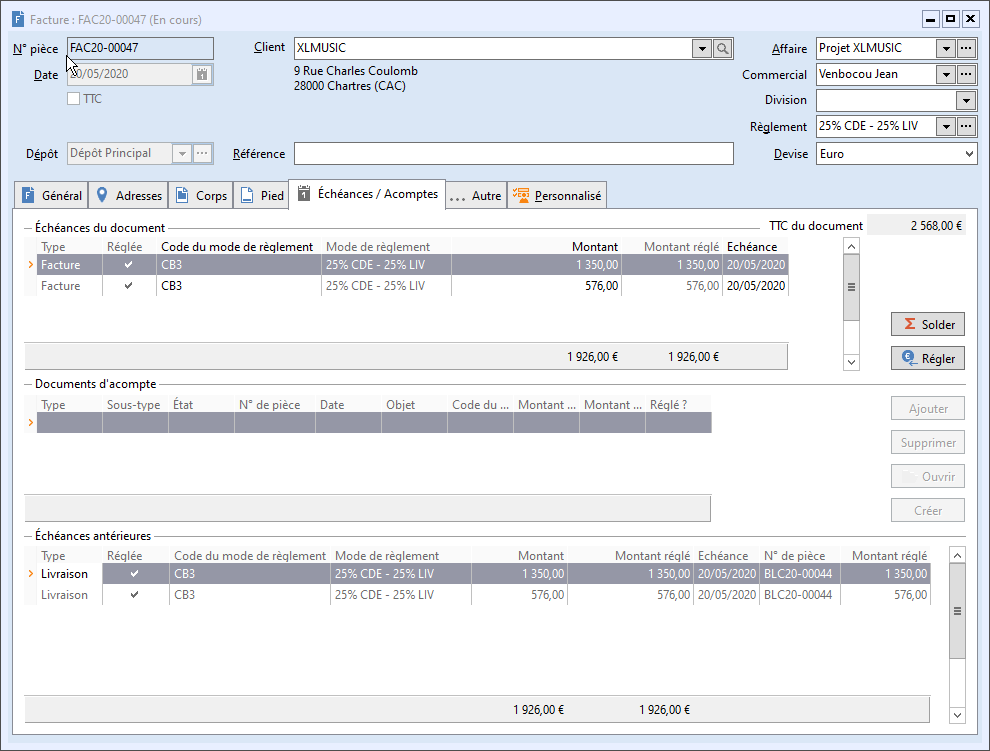 Facture : FAC20-00047 (En cours)
N° pièce FAC20-00047 Client XLMUSIC Affaire Projet XLMUSIC ...
Date 20/05/2020 9 Rue Charles Coulomb Commercial Venbocou Jean ...
28000 Chartres (CAC)
TTC Division
Règlement 25% CDE - 25% LIV ...
Dépôt Dépôt Principal ... Référence Devise Euro
Général Adresses Corps Pied Échéances / Acomptes ... Autre Personnalisé
Échéances du document TTC du document 2 568,00 €
Type Réglée Code du mode de règlement Mode de règlement Montant Montant réglé Echéance
Facture CB3 25% CDE - 25% LIV 1 350,00 1 350,00 20/05/2020
Facture CB3 25% CDE - 25% LIV 576,00 576,00 20/05/2020
Solder
1 926,00 € 1 926,00 € Régler
Documents d'acompte
Type Sous-type État N° de pièce Date Objet Code du ... Montant ... Montant ... Réglé ? Ajouter
Supprimer
Ouvrir
Créer
Échéances antérieures
Type Réglée Code du mode de règlement Mode de règlement Montant Montant réglé Echéance N° de pièce Montant réglé
Livraison CB3 25% CDE - 25% LIV 1 350,00 1 350,00 20/05/2020 BLC20-00044 1 350,00
Livraison CB3 25% CDE - 25% LIV 576,00 576,00 20/05/2020 BLC20-00044 576,00
1 926,00 € 1 926,00 €